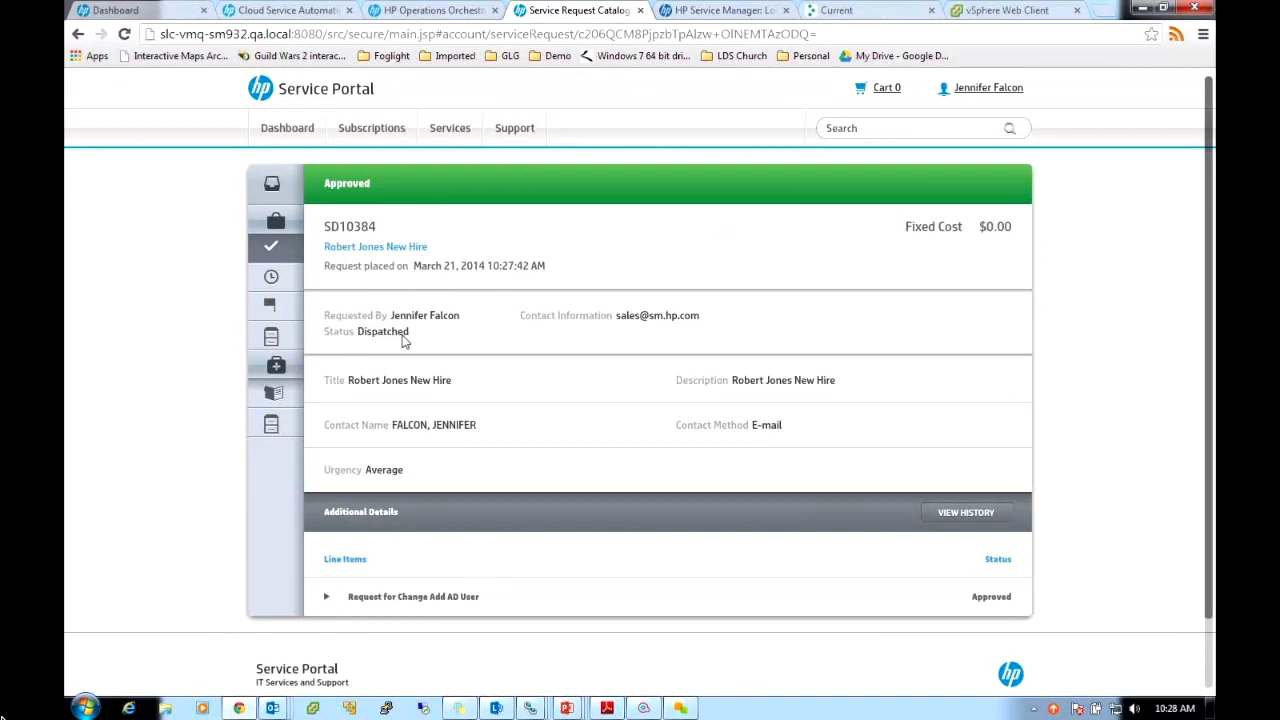 Dashboard
Cloud Service Automati
HP Operations Orchestr
Service Request Catalog
HP Service Manager: Lo
Current
vSphere Web Client
slc-vmq-sm932.qa.local:8080/src/secure/main.jsp#account/serviceRequest/c206QCM8PjpzbTpAIzw+OlNEMTAzODQ=
Apps
Interactive Maps Arc...
Guild Wars 2 interac...
Foglight
Imported
GLG
Demo
Windows 7 64 bit dri...
LDS Church
Personal
My Drive - Google D...
hp Service Portal
Cart 0
Jennifer Falcon
Dashboard
Subscriptions
Services
Support
Search
Approved
SD10384
Fixed Cost $0.00
Robert Jones New Hire
Request placed on March 21, 2014 10:27:42 AM
Requested By Jennifer Falcon
Contact Information sales@sm.hp.com
Status Dispatched
Title Robert Jones New Hire
Description Robert Jones New Hire
Contact Name FALCON, JENNIFER
Contact Method E-mail
Urgency Average
Additional Details
VIEW HISTORY
Line Items
Status
Request for Change Add AD User
Approved
Service Portal
IT Services and Support
hp
10:28 AM